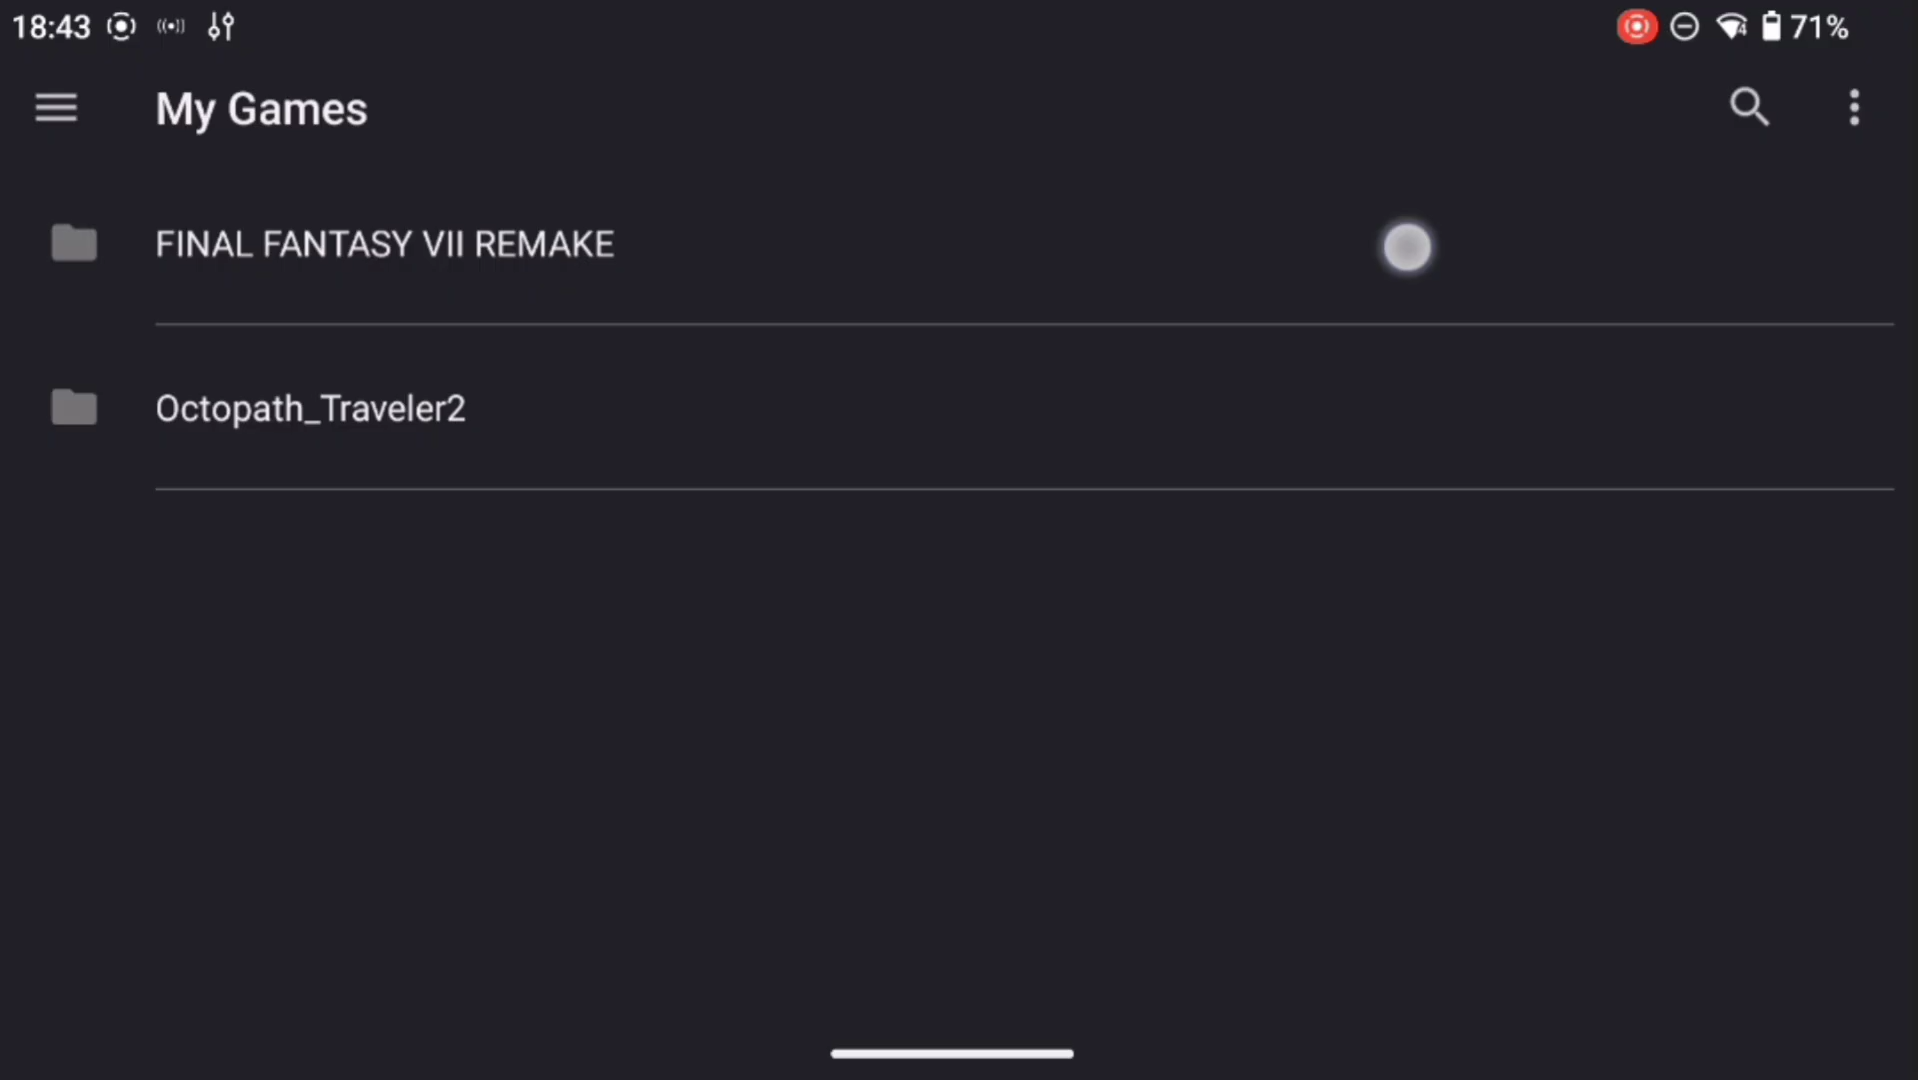 18:43 71%
My Games
FINAL FANTASY VII REMAKE
Octopath_Traveler2